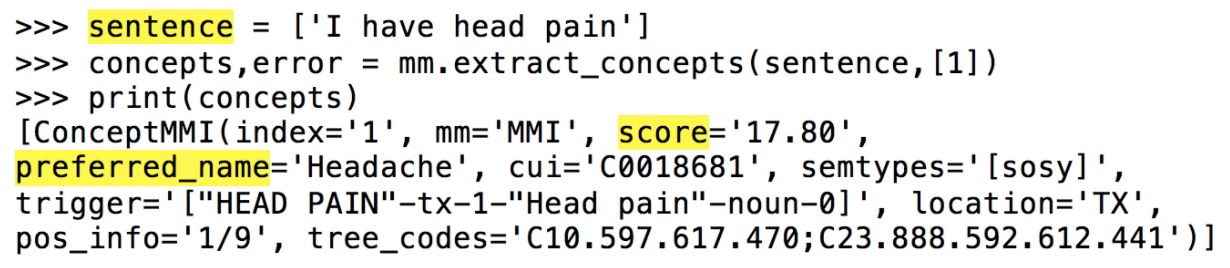 >>> sentence = ['I have head pain']
>>> concepts,error = mm.extract_concepts(sentence,[1])
>>> print(concepts)
[ConceptMMI(index='1', mm='MMI', score='17.80',
preferred_name='Headache', cui='C0018681', semtypes='[sosy]',
trigger='["HEAD PAIN"-tx-1-"Head pain"-noun-0]', location='TX',
pos_info='1/9', tree_codes='C10.597.617.470;C23.888.592.612.441')]